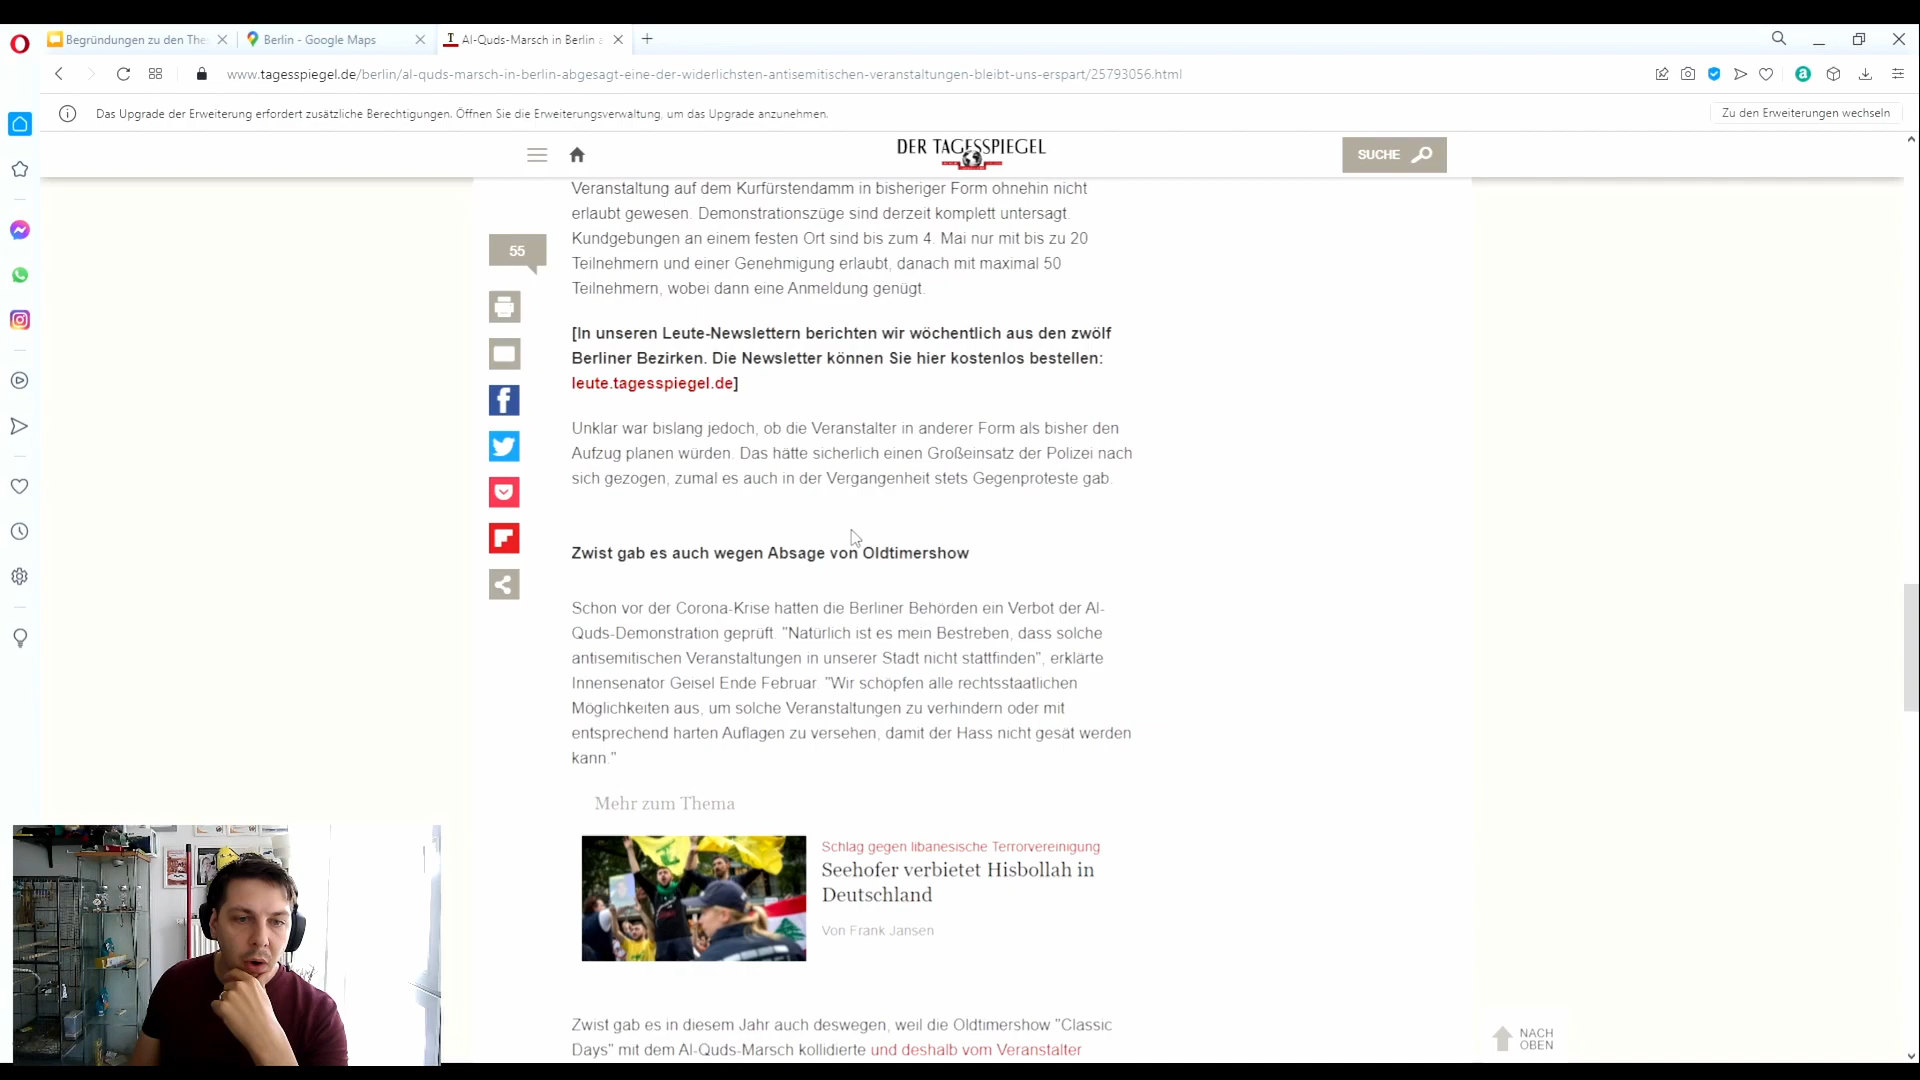 Begründungen zu den The
Berlin - Google Maps
Al-Quds-Marsch in Berlin a
www.tagesspiegel.de/berlin/al-quds-marsch-in-berlin-abgesagt-eine-der-widerlichsten-antisemitischen-veranstaltungen-bleibt-uns-erspart/25793056.html
Das Upgrade der Erweiterung erfordert zusätzliche Berechtigungen. Öffnen Sie die Erweiterungsverwaltung, um das Upgrade anzunehmen.
Zu den Erweiterungen wechseln
DER TAGESSPIEGEL
SUCHE
Veranstaltung auf dem Kurfürstendamm in bisheriger Form ohnehin nicht
erlaubt gewesen. Demonstrationszüge sind derzeit komplett untersagt.
Kundgebungen an einem festen Ort sind bis zum 4. Mai nur mit bis zu 20
Teilnehmern und einer Genehmigung erlaubt, danach mit maximal 50
Teilnehmern, wobei dann eine Anmeldung genügt.
55
[In unseren Leute-Newslettern berichten wir wöchentlich aus den zwölf
Berliner Bezirken. Die Newsletter können Sie hier kostenlos bestellen:
leute.tagesspiegel.de]
Unklar war bislang jedoch, ob die Veranstalter in anderer Form als bisher den
Aufzug planen würden. Das hätte sicherlich einen Großeinsatz der Polizei nach
sich gezogen, zumal es auch in der Vergangenheit stets Gegenproteste gab.
Zwist gab es auch wegen Absage von Oldtimershow
Schon vor der Corona-Krise hatten die Berliner Behörden ein Verbot der Al-
Quds-Demonstration geprüft. "Natürlich ist es mein Bestreben, dass solche
antisemitischen Veranstaltungen in unserer Stadt nicht stattfinden", erklärte
Innensenator Geisel Ende Februar. "Wir schöpfen alle rechtsstaatlichen
Möglichkeiten aus, um solche Veranstaltungen zu verhindern oder mit
entsprechend harten Auflagen zu versehen, damit der Hass nicht gesät werden
kann."
Mehr zum Thema
Schlag gegen libanesische Terrorvereinigung
Seehofer verbietet Hisbollah in
Deutschland
Von Frank Jansen
Zwist gab es in diesem Jahr auch deswegen, weil die Oldtimershow "Classic
Days" mit dem Al-Quds-Marsch kollidierte und deshalb vom Veranstalter
NACH
OBEN